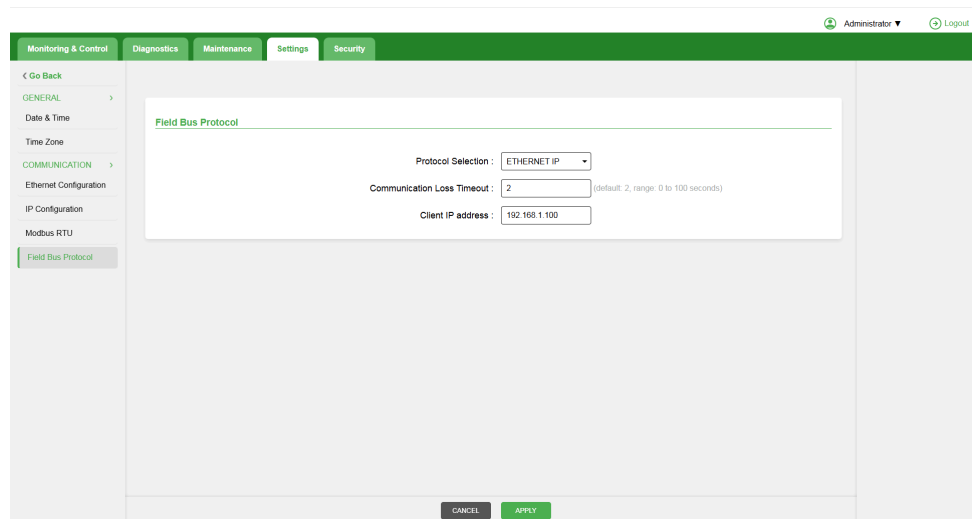 Administrator ▼ Logout
Monitoring & Control Diagnostics Maintenance Settings Security
Go Back
GENERAL
Date & Time
Time Zone
COMMUNICATION
Ethernet Configuration
IP Configuration
Modbus RTU
Field Bus Protocol
Field Bus Protocol
Protocol Selection : ETHERNET IP
Communication Loss Timeout : 2 (default: 2, range: 0 to 100 seconds)
Client IP address : 192.168.1.100
CANCEL APPLY